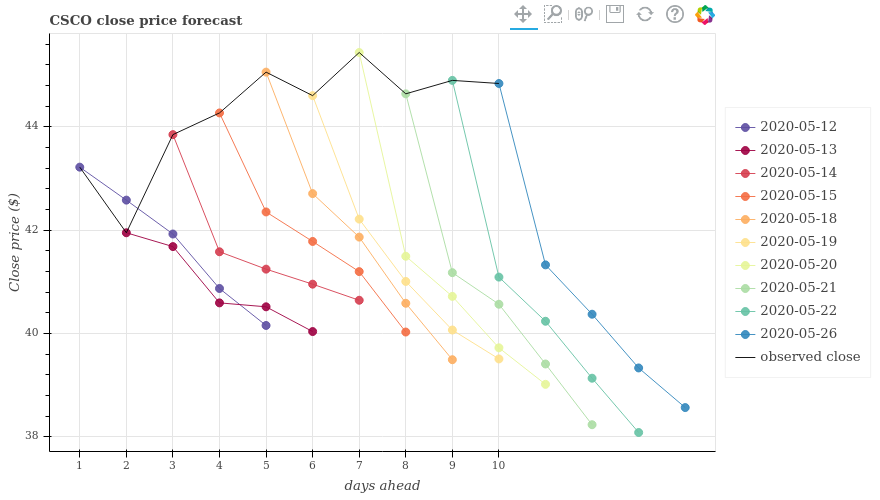 CSCO close price forecast
44
42
40
38
Close price ($)
1 2 3 4 5 6 7 8 9 10
days ahead
2020-05-12
2020-05-13
2020-05-14
2020-05-15
2020-05-18
2020-05-19
2020-05-20
2020-05-21
2020-05-22
2020-05-26
observed close